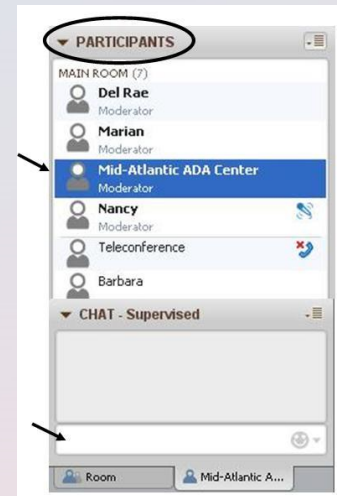 PARTICIPANTS
MAIN ROOM (7)
Del Rae
Moderator
Marian
Moderator
Mid-Atlantic ADA Center
Moderator
Nancy
Moderator
Teleconference
Barbara
CHAT - Supervised
Room
Mid-Atlantic A...